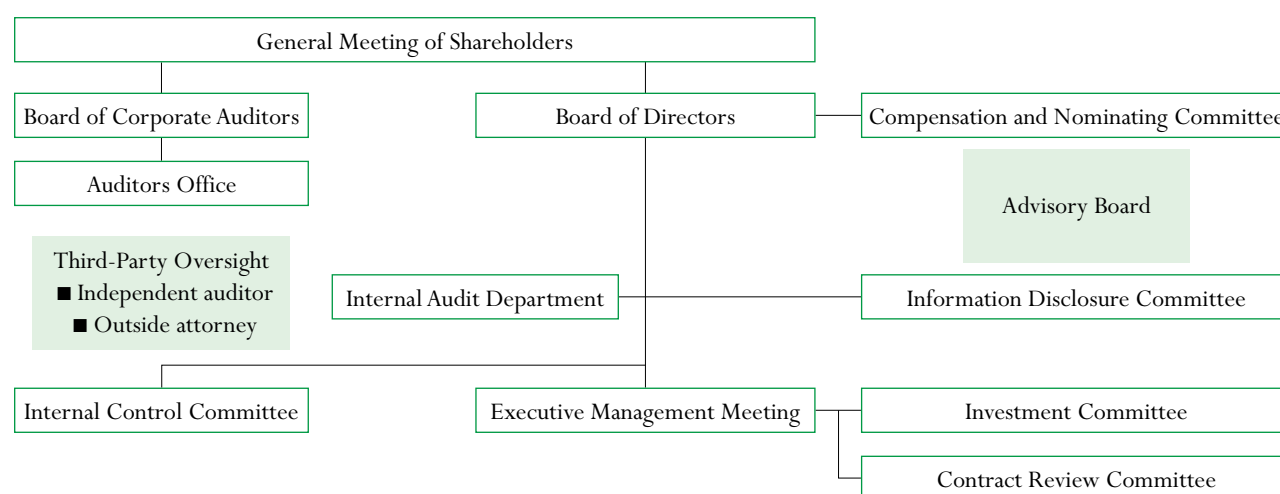 General Meeting of Shareholders
Board of Corporate Auditors
Board of Directors
Compensation and Nominating Committee
Auditors Office
Advisory Board
Third-Party Oversight
■ Independent auditor
■ Outside attorney
Internal Audit Department
Information Disclosure Committee
Internal Control Committee
Executive Management Meeting
Investment Committee
Contract Review Committee